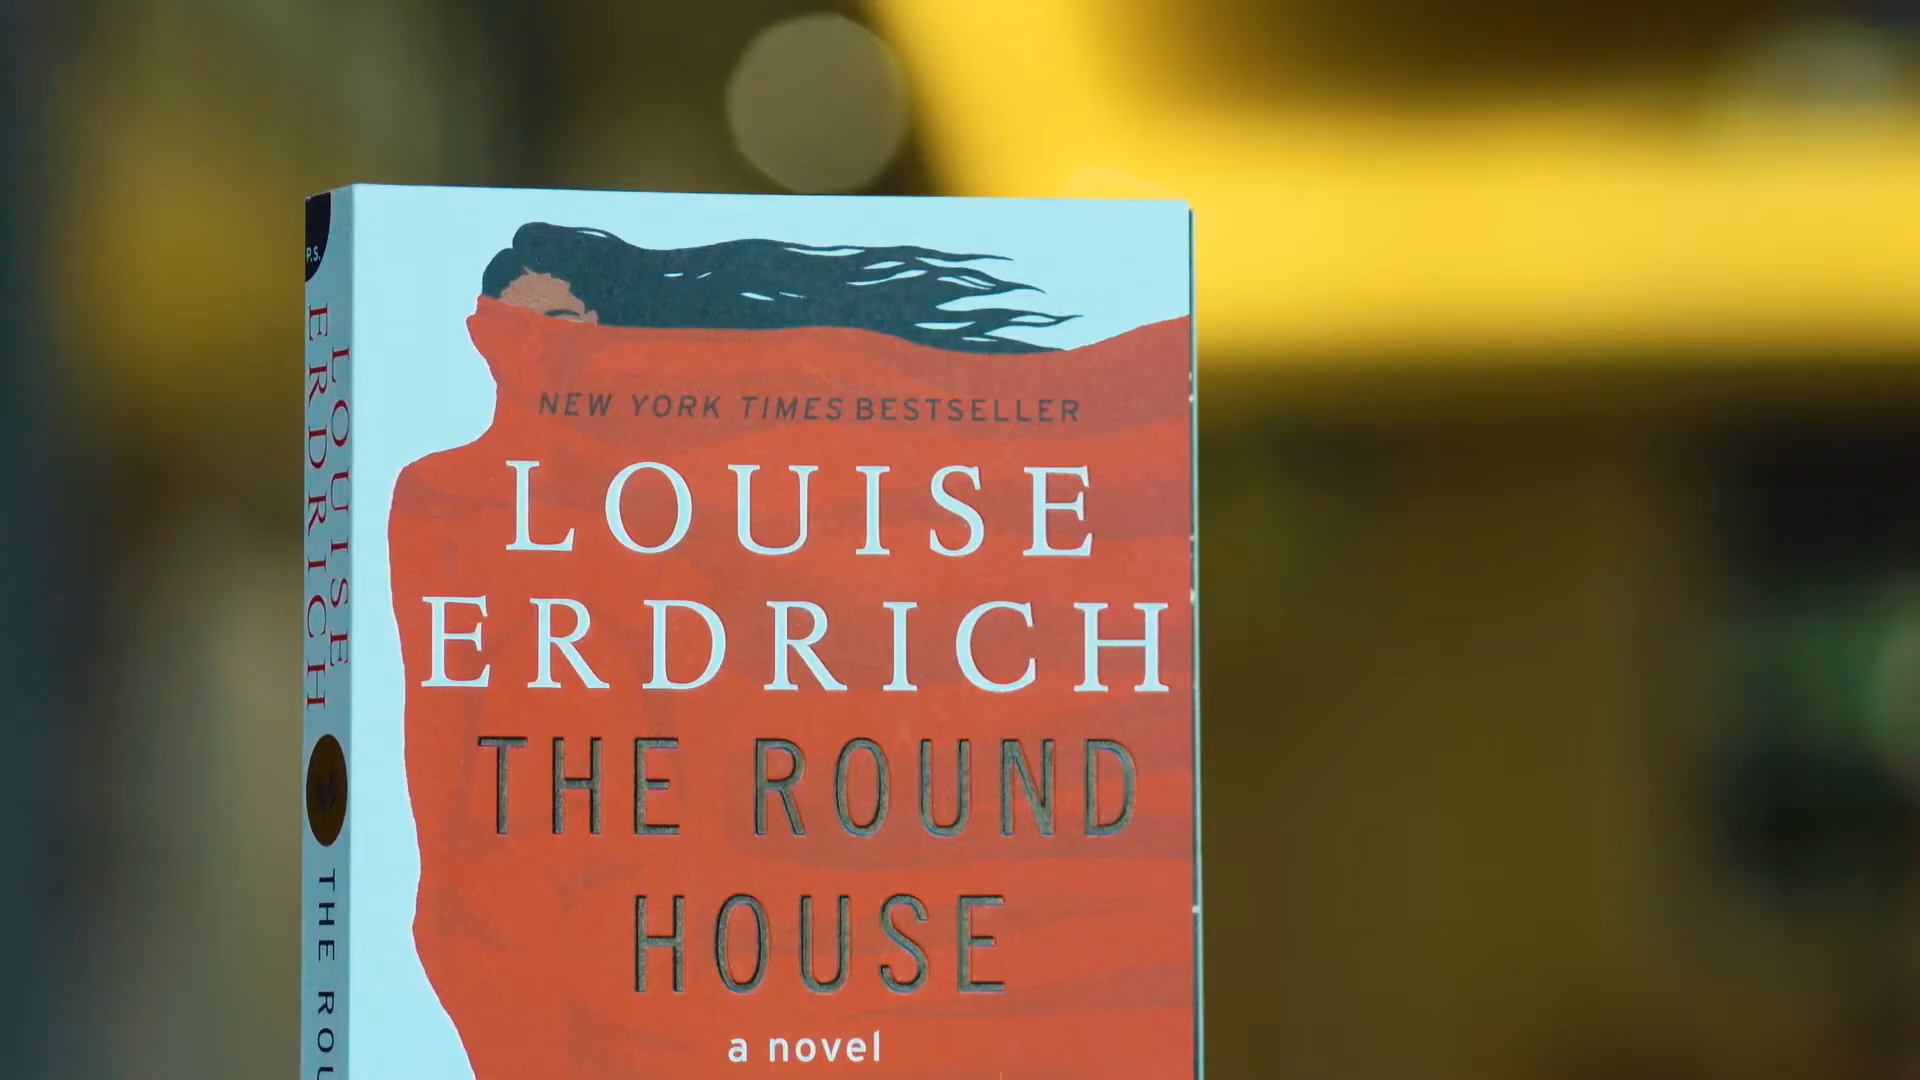 P.S.
LOUISE
ERDRICH
THE ROU
NEW YORK TIMES BESTSELLER
LOUISE
ERDRICH
THE ROUND
HOUSE
a novel